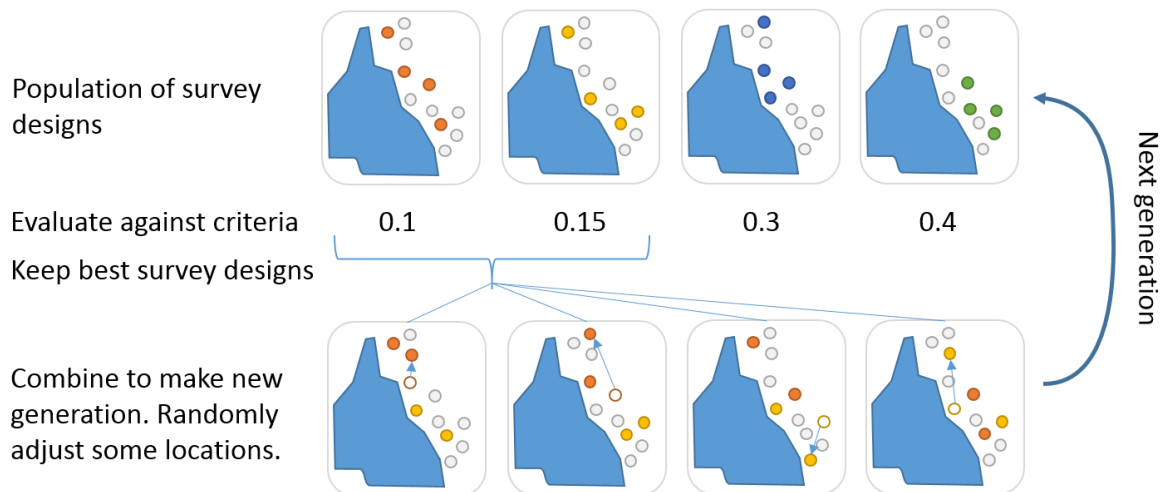 Population of survey
designs
Evaluate against criteria
0.1
0.15
0.3
0.4
Keep best survey designs
Combine to make new
generation. Randomly
adjust some locations.
Next generation